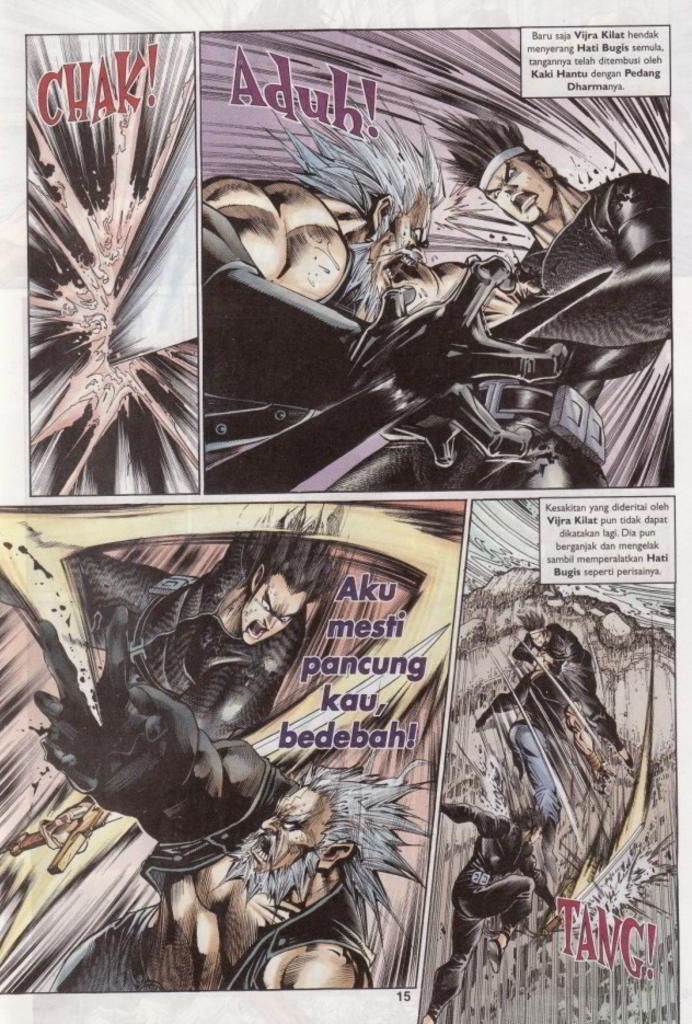 CHAK!
Aduh!
Baru saja Vijra Kilat hendak
menyerang Hati Bugis semula,
tangannya telah ditembusi oleh
Kaki Hantu dengan Pedang
Dharmanya.
Aku
mesti
pancung
kau,
bedebah!
Kesakitan yang dideritai oleh
Vijra Kilat pun tidak dapat
dikatakan lagi. Dia pun
berganjak dan mengelak
sambil memperalatkan Hati
Bugis seperti perisainya.
TANG!
15